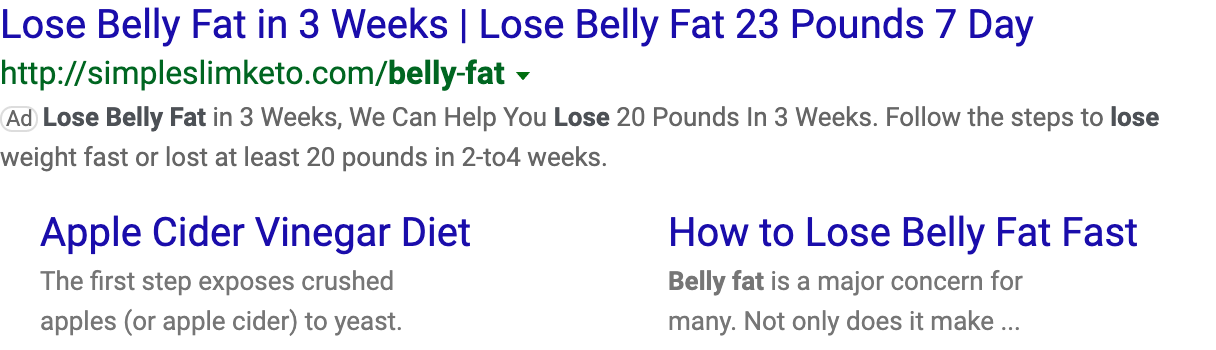 Lose Belly Fat in 3 Weeks | Lose Belly Fat 23 Pounds 7 Day
http://simpleslimketo.com/belly-fat
Ad Lose Belly Fat in 3 Weeks, We Can Help You Lose 20 Pounds In 3 Weeks. Follow the steps to lose
weight fast or lost at least 20 pounds in 2-to4 weeks.
Apple Cider Vinegar Diet
The first step exposes crushed
apples (or apple cider) to yeast.
How to Lose Belly Fat Fast
Belly fat is a major concern for
many. Not only does it make ...